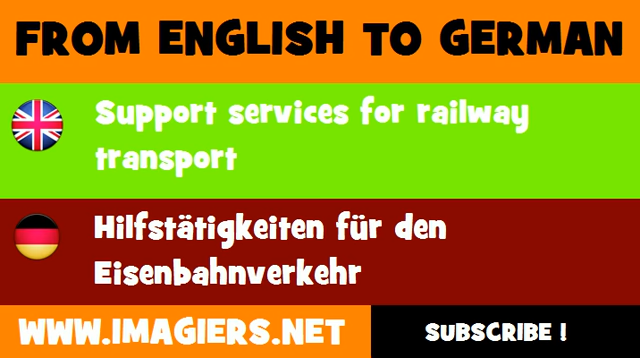 FROM ENGLISH TO GERMAN
Support services for railway
transport
Hilfstätigkeiten für den
Eisenbahnverkehr
WWW.IMAGIERS.NET
SUBSCRIBE !